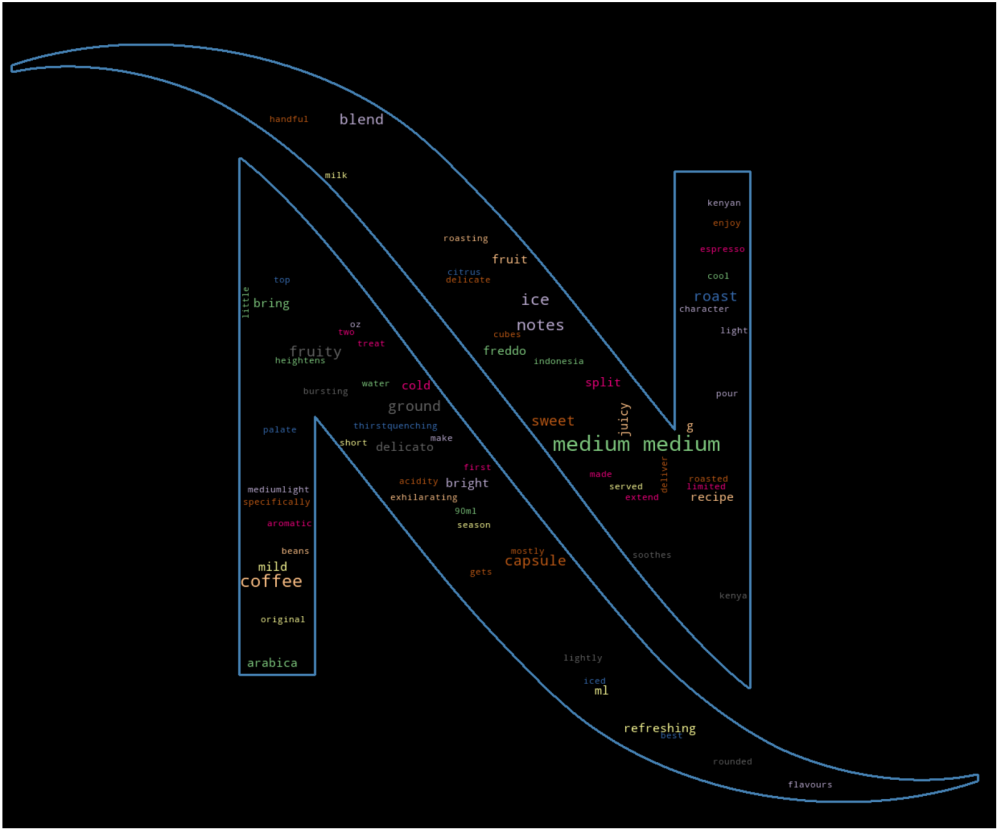 handful
blend
milk
kenyan
enjoy
roasting
espresso
fruit
citrus
cool
delicate
top
little
bring
ice
roast
character
oz
notes
two
light
cubes
treat
fruity
freddo
heightens
indonesia
water
cold
split
bursting
pour
ground
juicy
sweet
thirstquenching
g
palate
make
short
delicato
medium medium
first
made
deliver
acidity
bright
roasted
served
limited
mediumlight
exhilarating
extend
recipe
specifically
90ml
aromatic
season
beans
mostly
soothes
capsule
mild
gets
coffee
kenya
original
lightly
arabica
iced
ml
refreshing
best
rounded
flavours